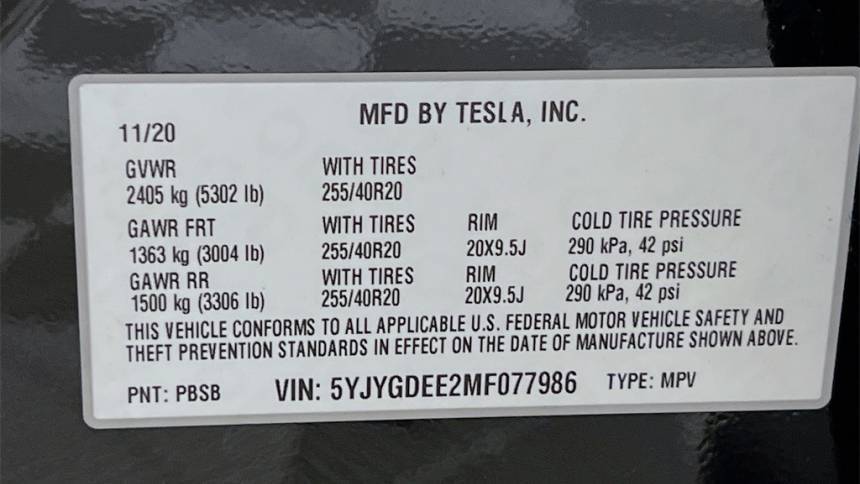 MFD BY TESLA, INC.
11/20
GVWR WITH TIRES
2405 kg (5302 lb) 255/40R20
GAWR FRT WITH TIRES RIM COLD TIRE PRESSURE
1363 kg (3004 lb) 255/40R20 20X9.5J 290 kPa, 42 psi
GAWR RR WITH TIRES RIM COLD TIRE PRESSURE
1500 kg (3306 lb) 255/40R20 20X9.5J 290 kPa, 42 psi
THIS VEHICLE CONFORMS TO ALL APPLICABLE U.S. FEDERAL MOTOR VEHICLE SAFETY AND
THEFT PREVENTION STANDARDS IN EFFECT ON THE DATE OF MANUFACTURE SHOWN ABOVE.
PNT: PBSB VIN: 5YJYGDEE2MF077986 TYPE: MPV